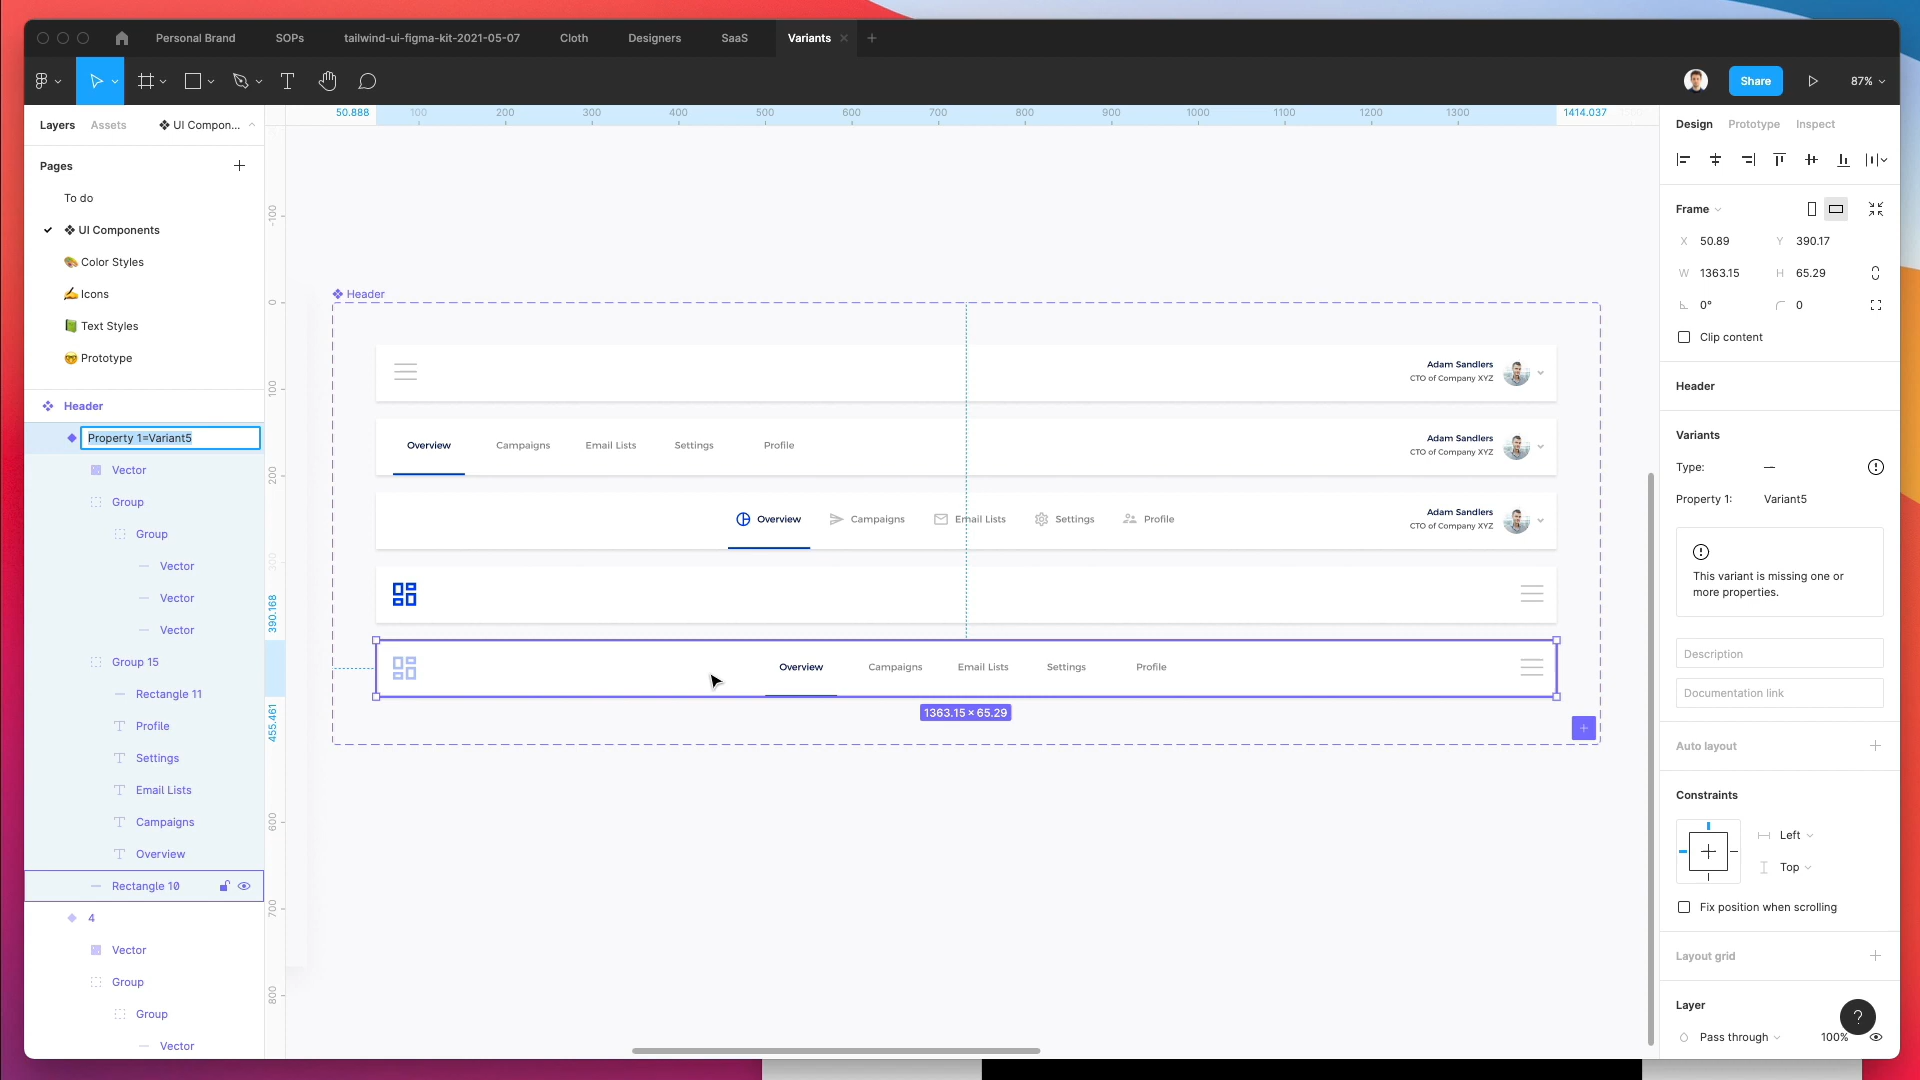 Personal Brand
SOPs
tailwind-ui-figma-kit-2021-05-07
Cloth
Designers
SaaS
Variants
Share
87%
Layers
Assets
UI Compon...
Pages
To do
UI Components
Color Styles
Icons
Text Styles
Prototype
Header
Property 1=Variant5
Vector
Group
Group
Vector
Vector
Vector
Group 15
Rectangle 11
Profile
Settings
Email Lists
Campaigns
Overview
Rectangle 10
4
Vector
Group
Group
Vector
50.888
100
200
300
400
500
600
700
800
900
1000
1100
1200
1300
1414.037
-100
0
100
200
300
390.168
455.461
600
700
800
Header
Adam Sandlers
CTO of Company XYZ
Overview
Campaigns
Email Lists
Settings
Profile
Adam Sandlers
CTO of Company XYZ
Overview
Campaigns
Email Lists
Settings
Profile
Adam Sandlers
CTO of Company XYZ
Overview
Campaigns
Email Lists
Settings
Profile
1363.15 × 65.29
Design
Prototype
Inspect
Frame
X 50.89
Y 390.17
W 1363.15
H 65.29
0°
0
Clip content
Header
Variants
Type:
—
Property 1:
Variant5
This variant is missing one or
more properties.
Description
Documentation link
Auto layout
Constraints
Left
Top
Fix position when scrolling
Layout grid
Layer
Pass through
100%
?